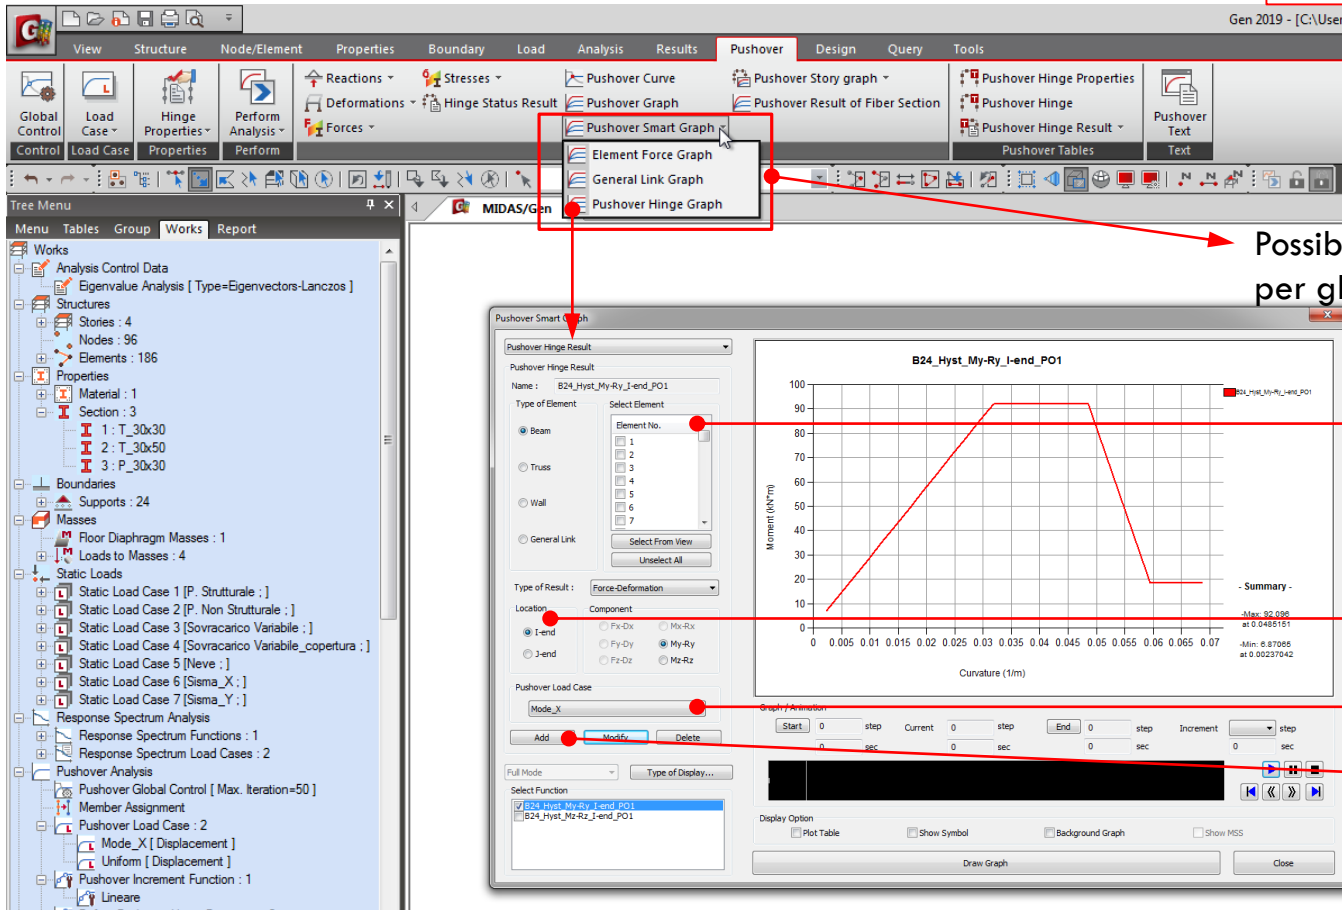 Gen 2019 - [C:\User
View Structure Node/Element Properties Boundary Load Analysis Results Pushover Design Query Tools
Global Control
Load Case
Hinge Properties
Perform Analysis
Reactions
Deformations
Forces
Stresses
Hinge Status Result
Pushover Curve
Pushover Graph
Pushover Smart Graph
Pushover Story graph
Pushover Result of Fiber Section
Pushover Hinge Properties
Pushover Hinge
Pushover Hinge Result
Pushover Text
Control Load Case Properties Perform Pushover Tables Text
Element Force Graph
General Link Graph
Pushover Hinge Graph
Tree Menu
Menu Tables Group Works Report
MIDAS/Gen
Works
Analysis Control Data
Eigenvalue Analysis [ Type=Eigenvectors-Lanczos ]
Structures
Stories : 4
Nodes : 96
Elements : 186
Properties
Material : 1
Section : 3
1 : T_30x30
2 : T_30x50
3 : P_30x30
Boundaries
Supports : 24
Masses
Floor Diaphragm Masses : 1
Loads to Masses : 4
Static Loads
Static Load Case 1 [P. Strutturale ; ]
Static Load Case 2 [P. Non Strutturale ; ]
Static Load Case 3 [Sovracarico Variabile ; ]
Static Load Case 4 [Sovracarico Variabile_copertura ; ]
Static Load Case 5 [Neve ; ]
Static Load Case 6 [Sisma_X ; ]
Static Load Case 7 [Sisma_Y ; ]
Response Spectrum Analysis
Response Spectrum Functions : 1
Response Spectrum Load Cases : 2
Pushover Analysis
Pushover Global Control [ Max. Iteration=50 ]
Member Assignment
Pushover Load Case : 2
Mode_X [ Displacement ]
Uniform [ Displacement ]
Pushover Increment Function : 1
Lineare
Possib
per gl
Pushover Smart Graph
Pushover Hinge Result
Pushover Hinge Result
Name : B24_Hyst_My-Ry_I-end_PO1
Type of Element
Beam
Truss
Wall
General Link
Select Element
Element No.
1
2
3
4
5
6
7
Select From View
Unselect All
Type of Result : Force-Deformation
Location
I-end
J-end
Component
Fx-Dx Mx-Rx
Fy-Dy My-Ry
Fz-Dz Mz-Rz
Pushover Load Case
Mode_X
Add Modify Delete
Full Mode Type of Display...
Select Function
B24_Hyst_My-Ry_I-end_PO1
B24_Hyst_Mz-Rz_I-end_PO1
B24_Hyst_My-Ry_I-end_PO1
B24_Hyst_My-Ry_I-end_PO1
Moment (kN*m)
100
90
80
70
60
50
40
30
20
10
0
0 0.005 0.01 0.015 0.02 0.025 0.03 0.035 0.04 0.045 0.05 0.055 0.06 0.065 0.07
Curvature (1/m)
- Summary -
-Max: 92.096
at 0.0485151
-Min: 6.87065
at 0.00237042
Graph / Animation
Start 0 step Current 0 step End 0 step Increment step
0 sec 0 sec 0 sec 0 sec
Display Option
Plot Table Show Symbol Background Graph Show MSS
Draw Graph Close